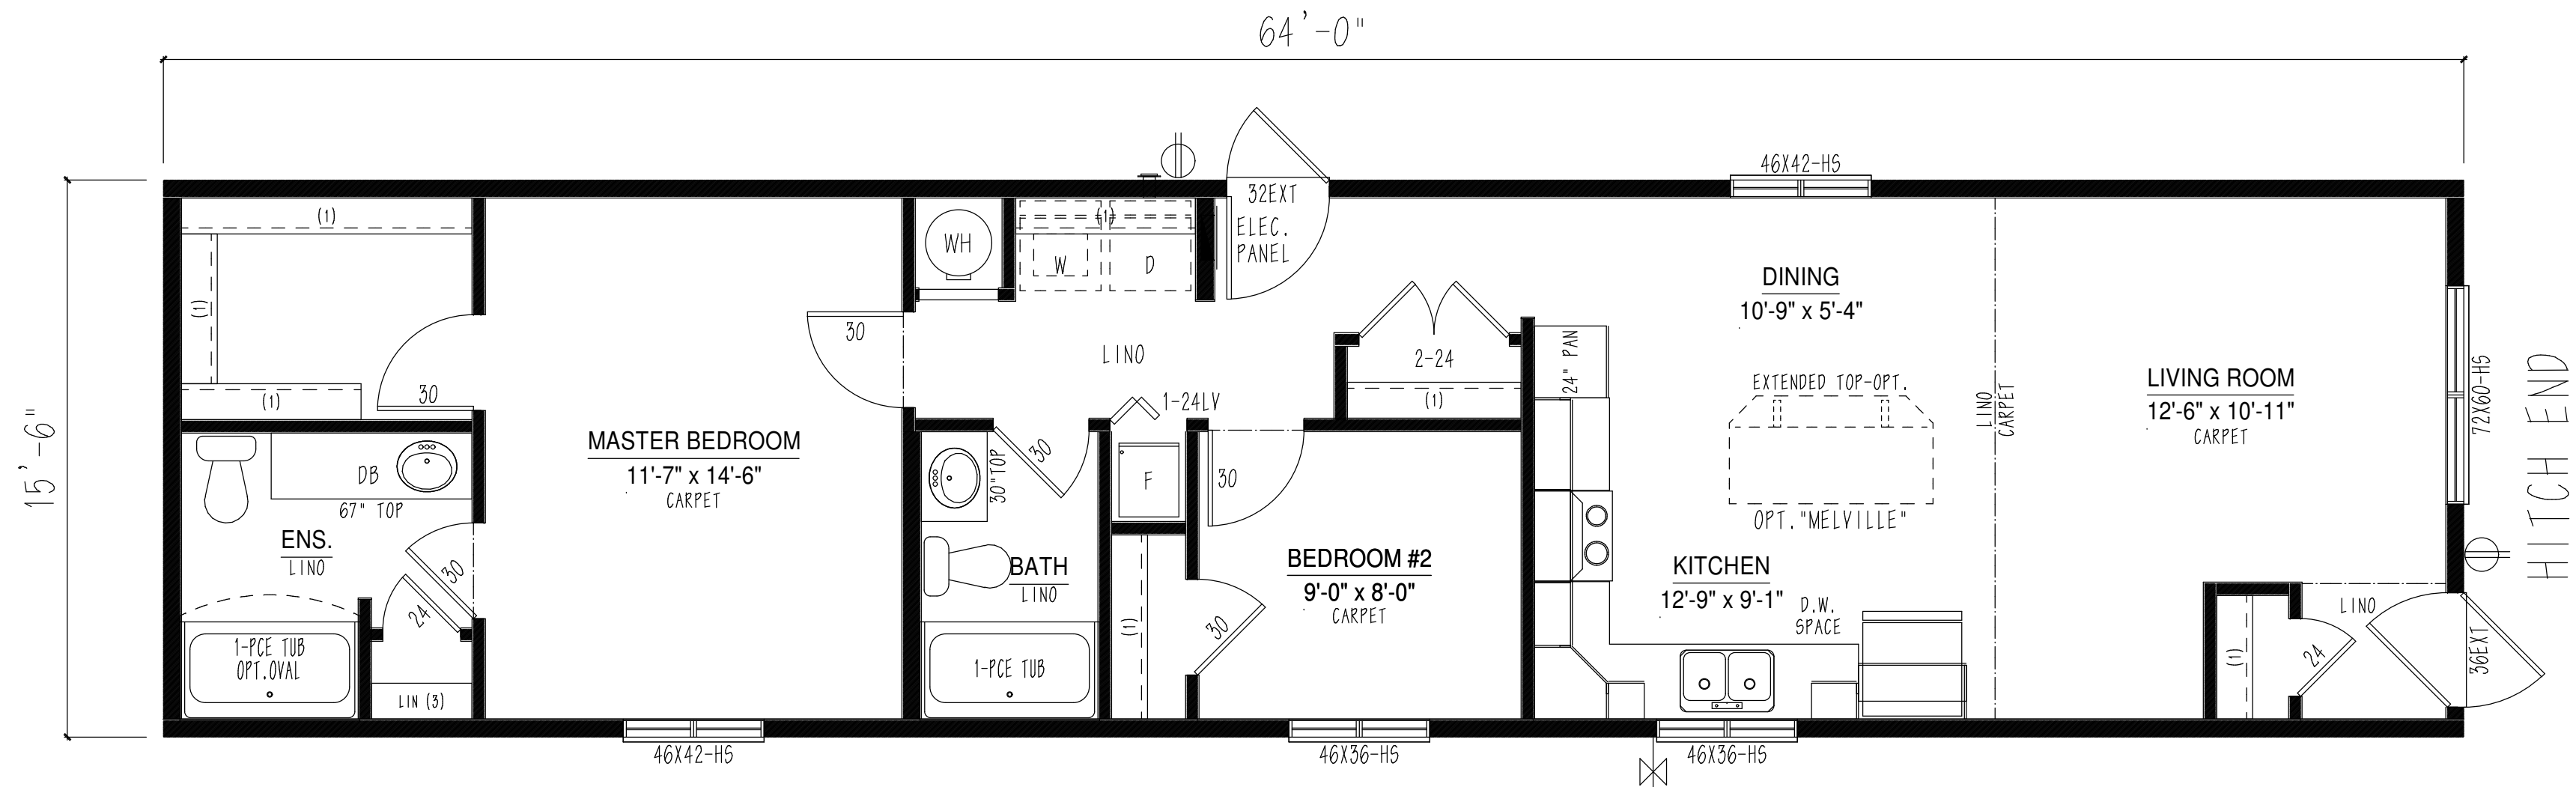 64'-0"
15'-6"
46X42-HS
32EXT
ELEC.
PANEL
(1)
(1)
(1)
30
DB
67" TOP
ENS.
LINO
30
24
1-PCE TUB
OPT.OVAL
LIN (3)
MASTER BEDROOM
11'-7" x 14'-6"
CARPET
46X42-HS
30
WH
(1)
W
D
LINO
1-24LV
30"TOP
30
F
BATH
LINO
1-PCE TUB
(1)
30
30
BEDROOM #2
9'-0" x 8'-0"
CARPET
46X36-HS
2-24
(1)
24" PAN
DINING
10'-9" x 5'-4"
EXTENDED TOP-OPT.
OPT."MELVILLE"
KITCHEN
12'-9" x 9'-1"
D.W.
SPACE
46X36-HS
LINO
CARPET
LIVING ROOM
12'-6" x 10'-11"
CARPET
72X60-HS
HITCH END
LINO
(1)
24
36EXT